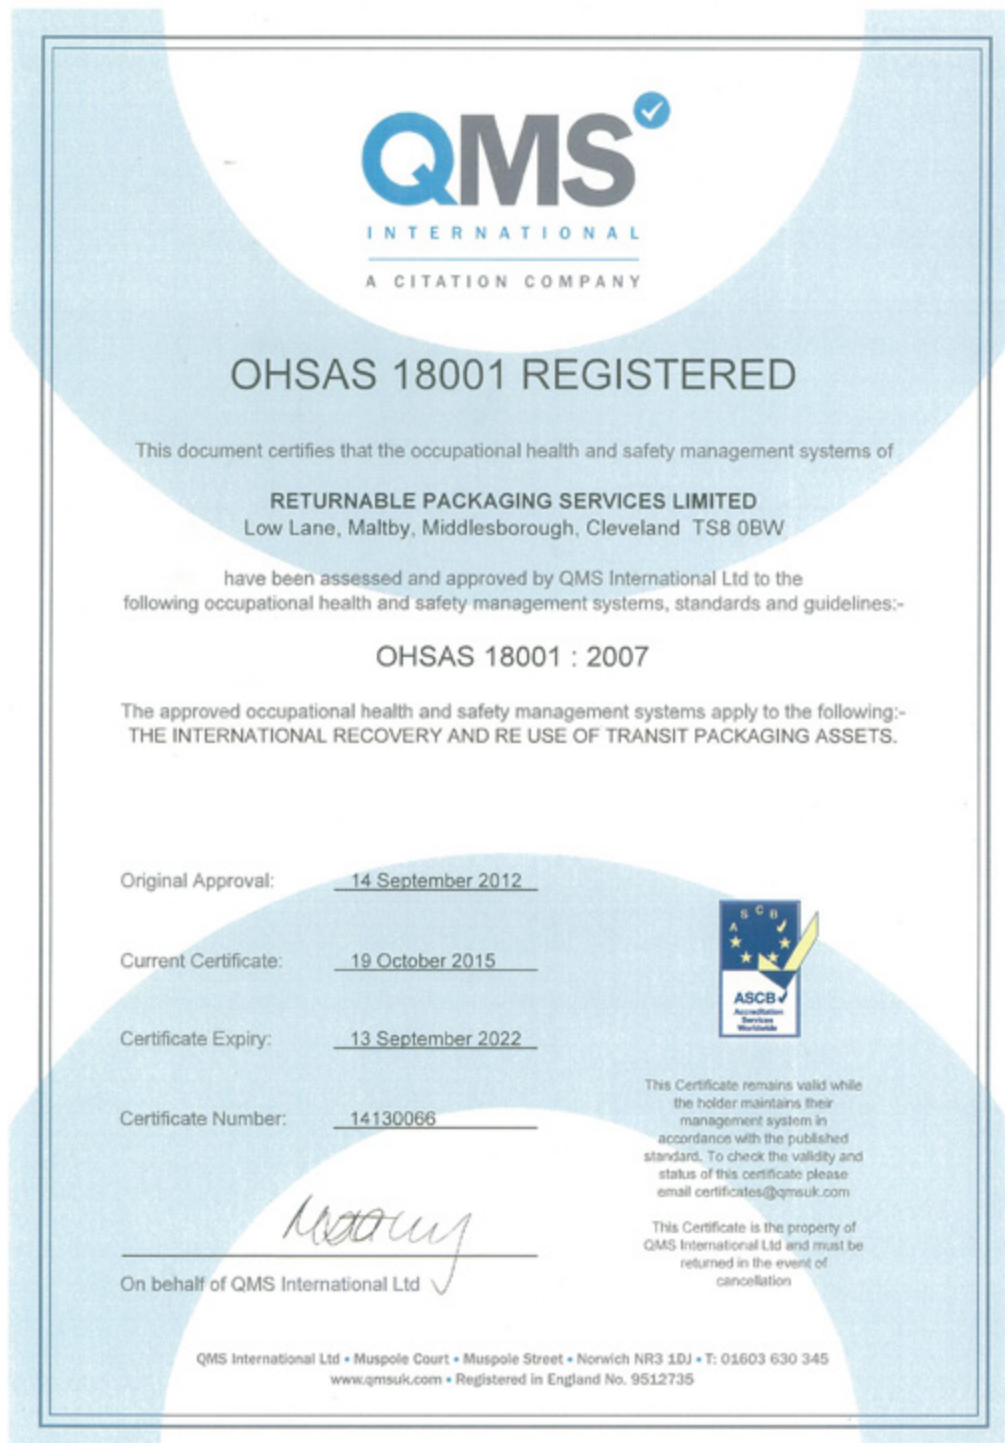 QMS
INTERNATIONAL
A CITATION COMPANY
OHSAS 18001 REGISTERED
This document certifies that the occupational health and safety management systems of
RETURNABLE PACKAGING SERVICES LIMITED
Low Lane, Maltby, Middlesborough, Cleveland TS8 0BW
have been assessed and approved by QMS International Ltd to the
following occupational health and safety management systems, standards and guidelines:-
OHSAS 18001 : 2007
The approved occupational health and safety management systems apply to the following:-
THE INTERNATIONAL RECOVERY AND RE USE OF TRANSIT PACKAGING ASSETS.
Original Approval: 14 September 2012
Current Certificate: 19 October 2015
Certificate Expiry: 13 September 2022
Certificate Number: 14130066
On behalf of QMS International Ltd
A S C B
ASCB
Accreditation
Services
Worldwide
This Certificate remains valid while
the holder maintains their
management system in
accordance with the published
standard. To check the validity and
status of this certificate please
email certificates@qmsuk.com
This Certificate is the property of
QMS International Ltd and must be
returned in the event of
cancellation
QMS International Ltd • Muspole Court • Muspole Street • Norwich NR3 1DJ • T: 01603 630 345
www.qmsuk.com • Registered in England No. 9512735